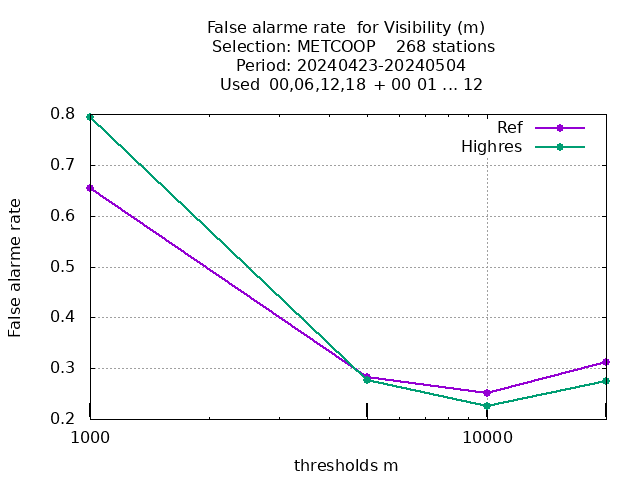 False alarme rate  for Visibility (m)
Selection: METCOOP    268 stations
Period: 20240423-20240504
Used  00,06,12,18  + 00 01 ... 12
Ref
Highres
0.8
0.7
0.6
0.5
0.4
0.3
0.2
False alarme rate
1000
10000
thresholds m